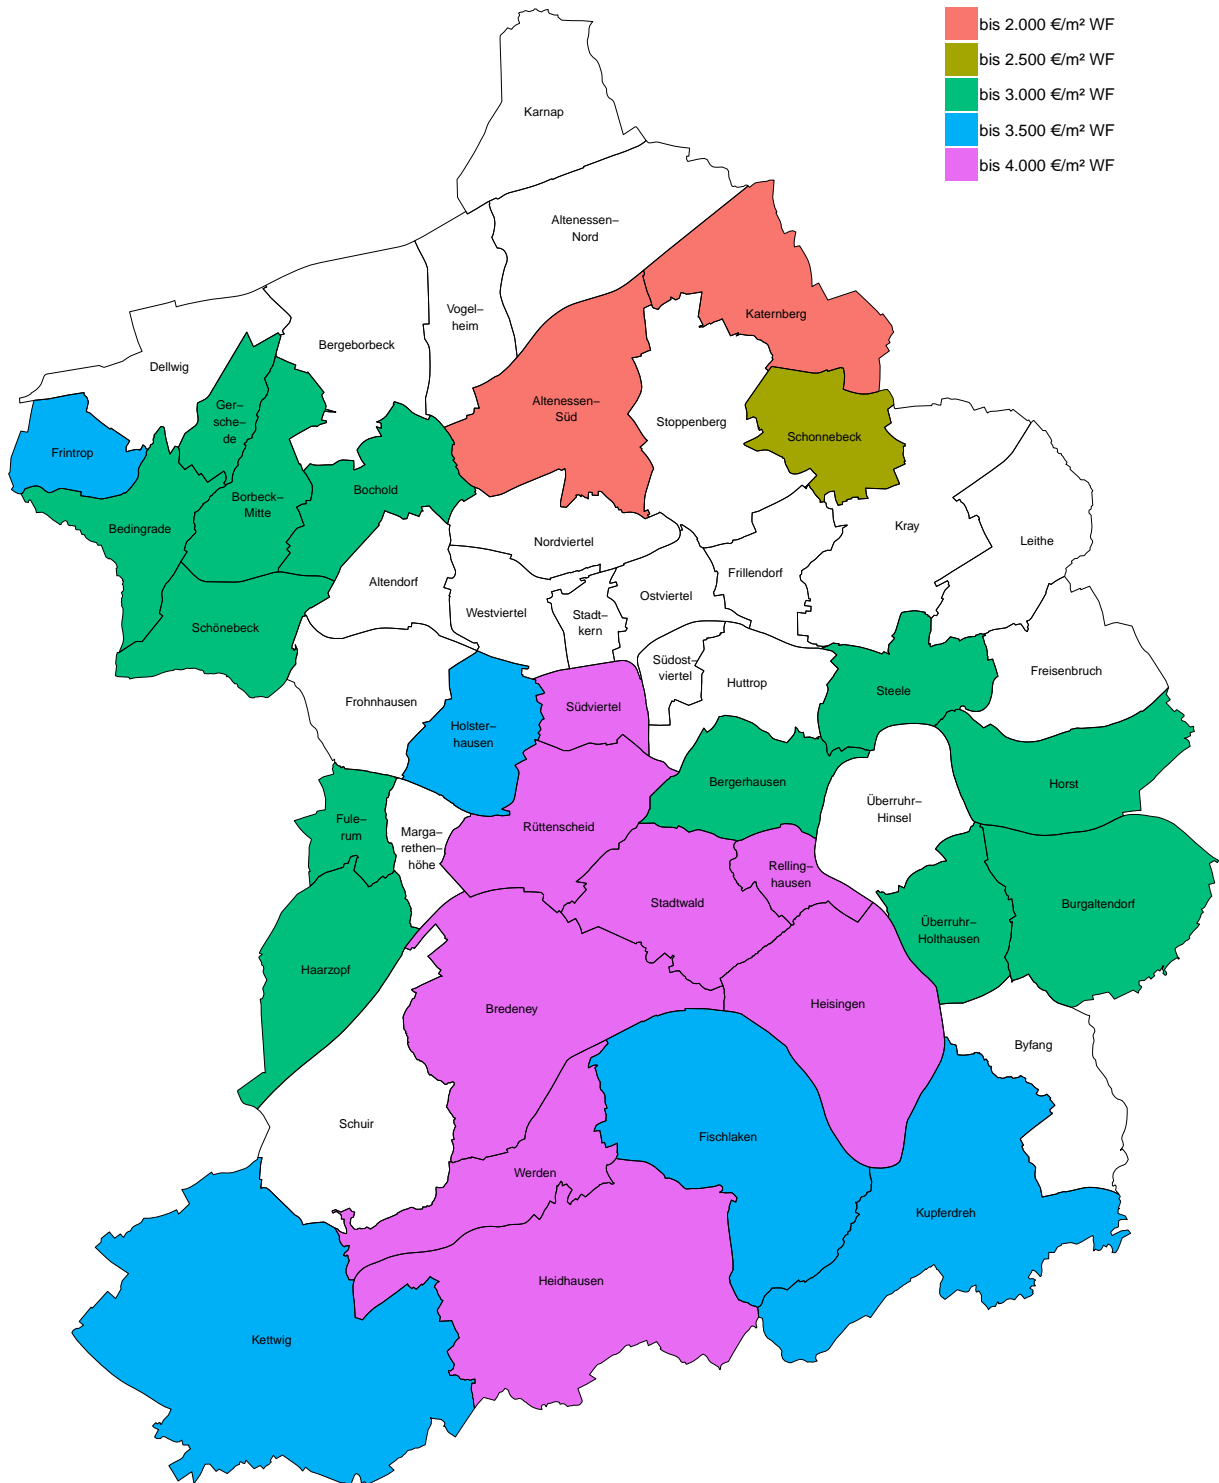 bis 2.000 €/m² WF
bis 2.500 €/m² WF
bis 3.000 €/m² WF
bis 3.500 €/m² WF
bis 4.000 €/m² WF
Karnap
Altenessen–
Nord
Katernberg
Vogel–
heim
Bergeborbeck
Dellwig
Altenessen–
Süd
Stoppenberg
Schonnebeck
Ger–
sche–
de
Frintrop
Borbeck–
Mitte
Bochold
Bedingrade
Kray
Leithe
Nordviertel
Frillendorf
Altendorf
Westviertel
Stadt–
kern
Ostviertel
Schönebeck
Südost–
viertel
Huttrop
Steele
Freisenbruch
Frohnhausen
Holster–
hausen
Südviertel
Bergerhausen
Horst
Überruhr–
Hinsel
Fule–
rum
Marga–
rethen–
höhe
Rüttenscheid
Relling–
hausen
Stadtwald
Burgaltendorf
Überruhr–
Holthausen
Haarzopf
Bredeney
Heisingen
Byfang
Schuir
Fischlaken
Werden
Kupferdreh
Heidhausen
Kettwig